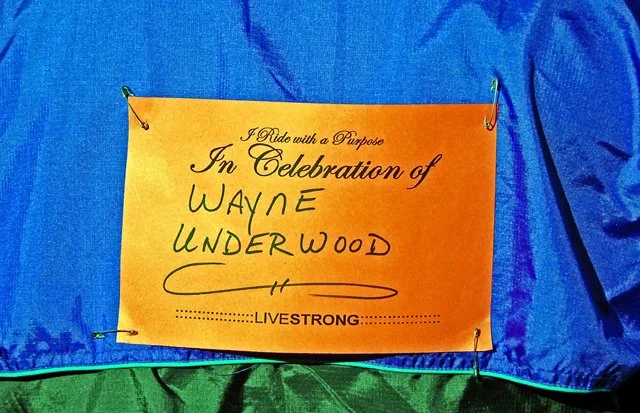 I Ride with a Purpose
In Celebration of
WAYNE
UNDERWOOD
LIVESTRONG